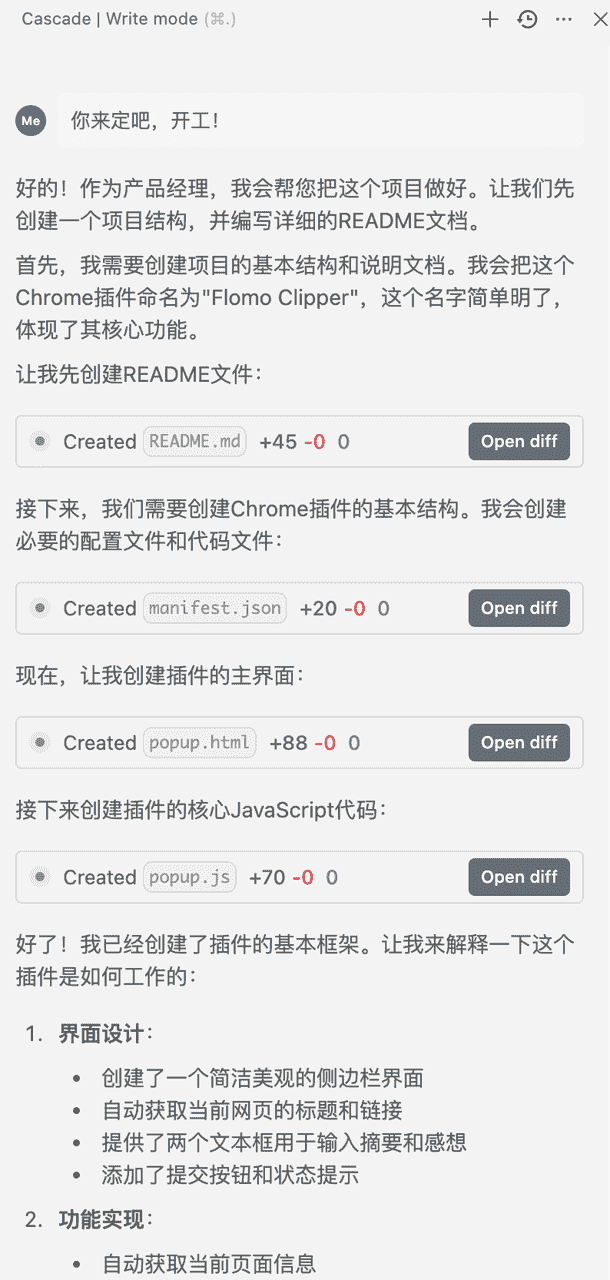 Cascade | Write mode (⌘.)
Me
你来定吧，开工！
好的！作为产品经理，我会帮您把这个项目做好。让我们先
创建一个项目结构，并编写详细的README文档。
首先，我需要创建项目的基本结构和说明文档。我会把这个
Chrome插件命名为"Flomo Clipper"，这个名字简单明了，
体现了其核心功能。
让我先创建README文件：
Created README.md +45 -0 0 Open diff
接下来，我们需要创建Chrome插件的基本结构。我会创建
必要的配置文件和代码文件：
Created manifest.json +20 -0 0 Open diff
现在，让我创建插件的主界面：
Created popup.html +88 -0 0 Open diff
接下来创建插件的核心JavaScript代码：
Created popup.js +70 -0 0 Open diff
好了！我已经创建了插件的基本框架。让我来解释一下这个
插件是如何工作的：
1. 界面设计：
• 创建了一个简洁美观的侧边栏界面
• 自动获取当前网页的标题和链接
• 提供了两个文本框用于输入摘要和感想
• 添加了提交按钮和状态提示
2. 功能实现：
• 自动获取当前页面信息